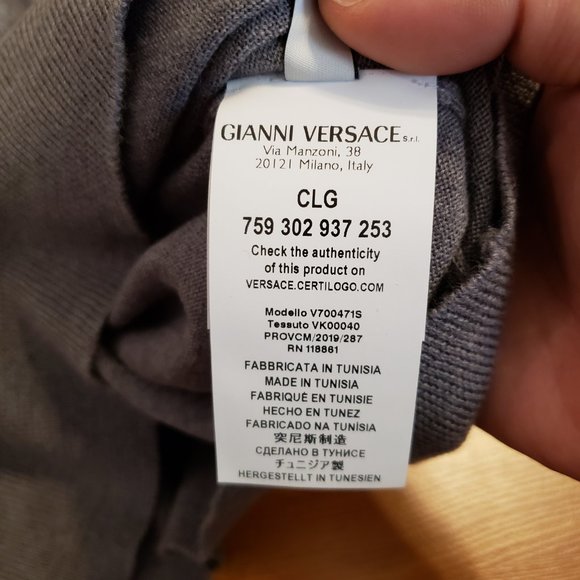 GIANNI VERSACE S.r.l.
Via Manzoni, 38
20121 Milano, Italy
CLG
759 302 937 253
Check the authenticity
of this product on
VERSACE.CERTILOGO.COM
Modello V700471S
Tessuto VK00040
PROVCM/2019/287
RN 118861
FABBRICATA IN TUNISIA
MADE IN TUNISIA
FABRIQUÉ EN TUNISIE
HECHO EN TUNEZ
FABRICADO NA TUNÍSIA
突尼斯制造
СДЕЛАНО В ТУНИСЕ
チュニジア製
HERGESTELLT IN TUNESIEN